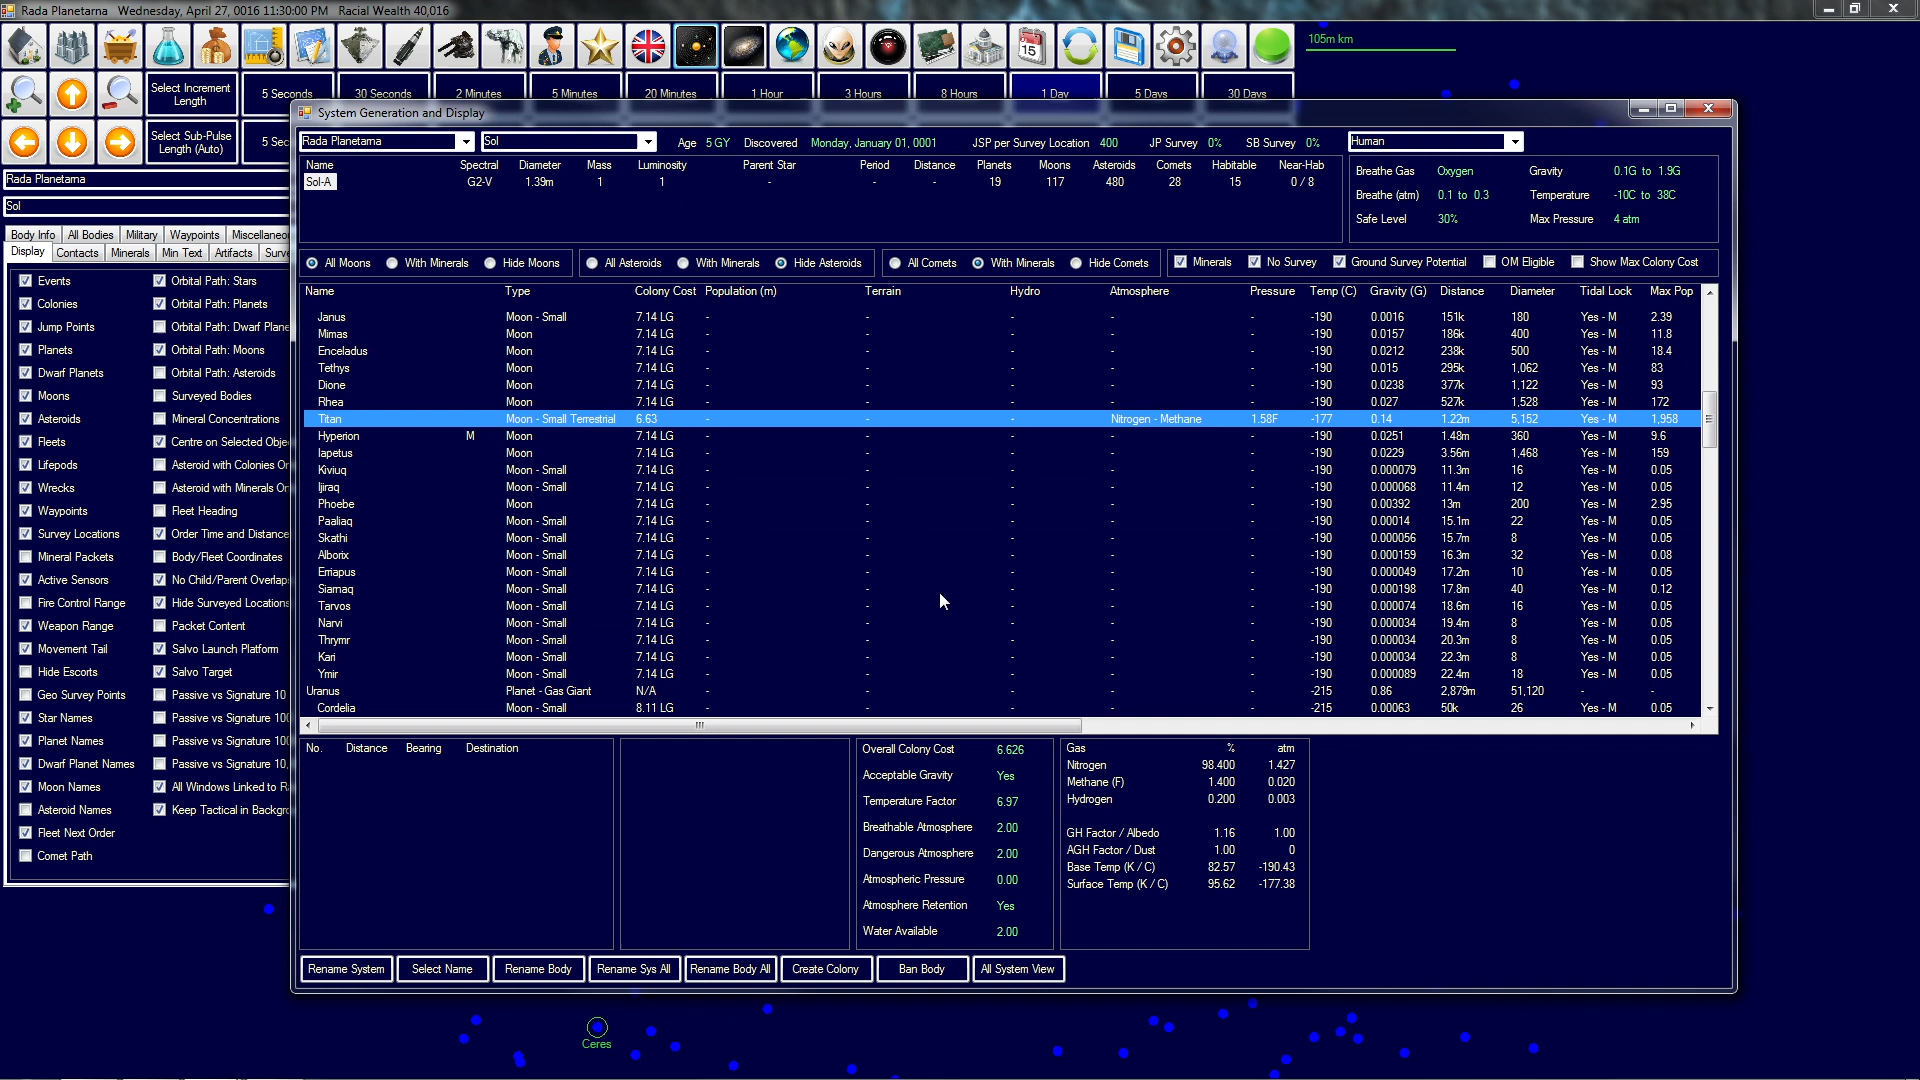 Rada Planetarna   Wednesday, April 27, 0016 11:30:00 PM   Racial Wealth 40,016
105m km
Select Increment Length
5 Seconds 30 Seconds 2 Minutes 5 Minutes 20 Minutes 1 Hour 3 Hours 8 Hours 1 Day 5 Days 30 Days
Select Sub-Pulse Length (Auto)
5 Sec
Rada Planetarna
Sol
Body Info All Bodies Military Waypoints Miscellaneo
Display Contacts Minerals Min Text Artifacts Surve
Events Orbital Path: Stars
Colonies Orbital Path: Planets
Jump Points Orbital Path: Dwarf Plane
Planets Orbital Path: Moons
Dwarf Planets Orbital Path: Asteroids
Moons Surveyed Bodies
Asteroids Mineral Concentrations
Fleets Centre on Selected Obje
Lifepods Asteroid with Colonies On
Wrecks Asteroid with Minerals On
Waypoints Fleet Heading
Survey Locations Order Time and Distance
Mineral Packets Body/Fleet Coordinates
Active Sensors No Child/Parent Overlaps
Fire Control Range Hide Surveyed Locations
Weapon Range Packet Content
Movement Tail Salvo Launch Platform
Hide Escorts Salvo Target
Geo Survey Points Passive vs Signature 10
Star Names Passive vs Signature 100
Planet Names Passive vs Signature 100
Dwarf Planet Names Passive vs Signature 10,
Moon Names All Windows Linked to R
Asteroid Names Keep Tactical in Backgro
Fleet Next Order
Comet Path
System Generation and Display
Rada Planetarna Sol Age 5 GY Discovered Monday, January 01, 0001 JSP per Survey Location 400 JP Survey 0% SB Survey 0% Human
Name Spectral Diameter Mass Luminosity Parent Star Period Distance Planets Moons Asteroids Comets Habitable Near-Hab
Sol-A G2-V 1.39m 1 1 - - - 19 117 480 28 15 0 / 8
Breathe Gas Oxygen Gravity 0.1G to 1.9G
Breathe (atm) 0.1 to 0.3 Temperature -10C to 38C
Safe Level 30% Max Pressure 4 atm
All Moons With Minerals Hide Moons All Asteroids With Minerals Hide Asteroids All Comets With Minerals Hide Comets Minerals No Survey Ground Survey Potential OM Eligible Show Max Colony Cost
Name Type Colony Cost Population (m) Terrain Hydro Atmosphere Pressure Temp (C) Gravity (G) Distance Diameter Tidal Lock Max Pop
Janus Moon - Small 7.14 LG - - - - - -190 0.0016 151k 180 Yes - M 2.39
Mimas Moon 7.14 LG - - - - - -190 0.0157 186k 400 Yes - M 11.8
Enceladus Moon 7.14 LG - - - - - -190 0.0212 238k 500 Yes - M 18.4
Tethys Moon 7.14 LG - - - - - -190 0.015 295k 1,062 Yes - M 83
Dione Moon 7.14 LG - - - - - -190 0.0238 377k 1,122 Yes - M 93
Rhea Moon 7.14 LG - - - - - -190 0.027 527k 1,528 Yes - M 172
Titan Moon - Small Terrestrial 6.63 - - - Nitrogen - Methane 1.58F -177 0.14 1.22m 5,152 Yes - M 1,958
Hyperion M Moon 7.14 LG - - - - - -190 0.0251 1.48m 360 Yes - M 9.6
Iapetus Moon 7.14 LG - - - - - -190 0.0229 3.56m 1,468 Yes - M 159
Kiviuq Moon - Small 7.14 LG - - - - - -190 0.000079 11.3m 16 Yes - M 0.05
Ijiraq Moon - Small 7.14 LG - - - - - -190 0.000068 11.4m 12 Yes - M 0.05
Phoebe Moon 7.14 LG - - - - - -190 0.00392 13m 200 Yes - M 2.95
Paaliaq Moon - Small 7.14 LG - - - - - -190 0.00014 15.1m 22 Yes - M 0.05
Skathi Moon - Small 7.14 LG - - - - - -190 0.000056 15.7m 8 Yes - M 0.05
Alborix Moon - Small 7.14 LG - - - - - -190 0.000159 16.3m 32 Yes - M 0.08
Erriapus Moon - Small 7.14 LG - - - - - -190 0.000049 17.2m 10 Yes - M 0.05
Siarnaq Moon - Small 7.14 LG - - - - - -190 0.000198 17.8m 40 Yes - M 0.12
Tarvos Moon - Small 7.14 LG - - - - - -190 0.000074 18.6m 16 Yes - M 0.05
Narvi Moon - Small 7.14 LG - - - - - -190 0.000034 19.4m 8 Yes - M 0.05
Thrymr Moon - Small 7.14 LG - - - - - -190 0.000034 20.3m 8 Yes - M 0.05
Kari Moon - Small 7.14 LG - - - - - -190 0.000034 22.3m 8 Yes - M 0.05
Ymir Moon - Small 7.14 LG - - - - - -190 0.000089 22.4m 18 Yes - M 0.05
Uranus Planet - Gas Giant N/A - - - - - -215 0.86 2,879m 51,120 - -
Cordelia Moon - Small 8.11 LG - - - - - -215 0.00063 50k 26 Yes - M 0.05
No. Distance Bearing Destination
Overall Colony Cost 6.626
Acceptable Gravity Yes
Temperature Factor 6.97
Breathable Atmosphere 2.00
Dangerous Atmosphere 2.00
Atmospheric Pressure 0.00
Atmosphere Retention Yes
Water Available 2.00
Gas % atm
Nitrogen 98.400 1.427
Methane (F) 1.400 0.020
Hydrogen 0.200 0.003
GH Factor / Albedo 1.16 1.00
AGH Factor / Dust 1.00 0
Base Temp (K / C) 82.57 -190.43
Surface Temp (K / C) 95.62 -177.38
Rename System Select Name Rename Body Rename Sys All Rename Body All Create Colony Ban Body All System View
Ceres